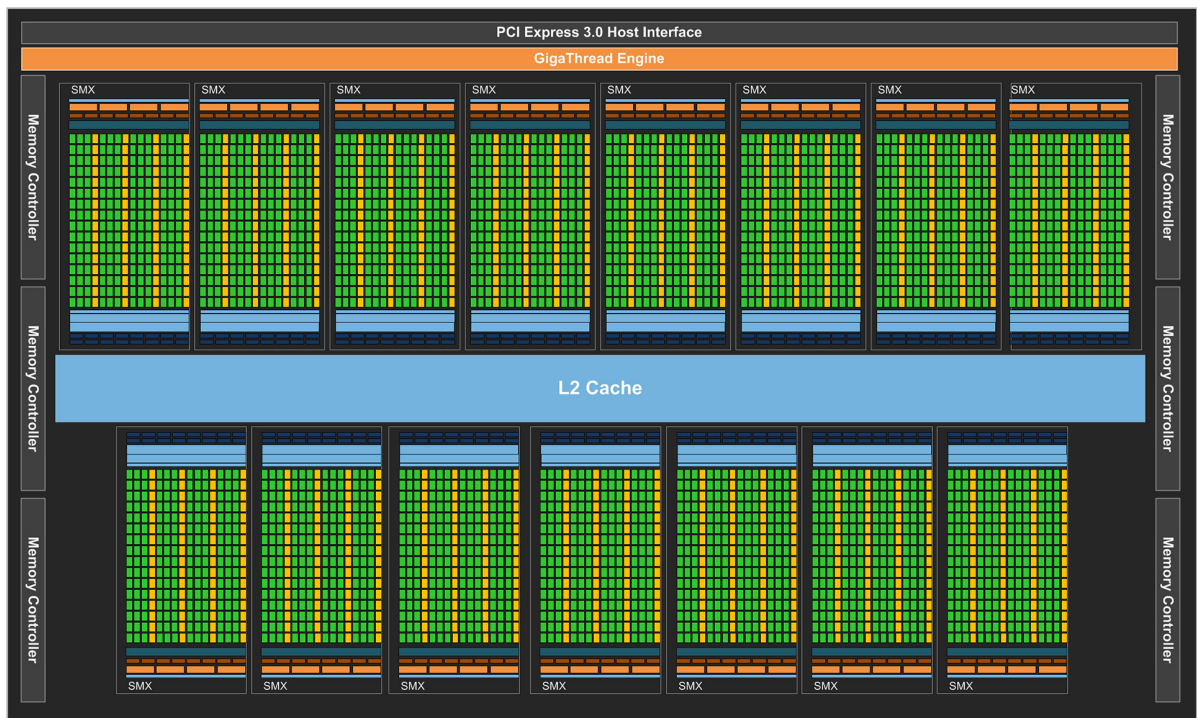 PCI Express 3.0 Host Interface
GigaThread Engine
SMX
SMX
SMX
SMX
SMX
SMX
SMX
SMX
Memory Controller
Memory Controller
Memory Controller
Memory Controller
L2 Cache
Memory Controller
Memory Controller
SMX
SMX
SMX
SMX
SMX
SMX
SMX